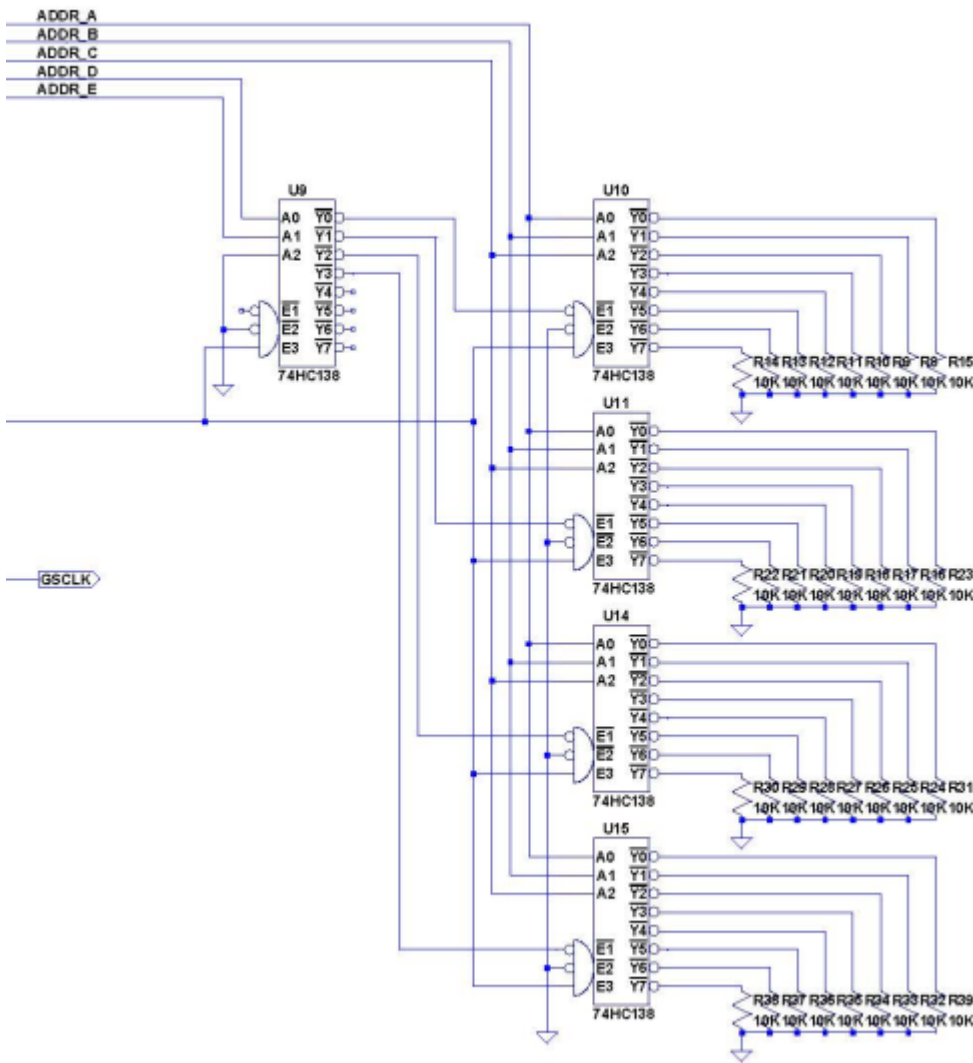 ADDR_A
ADDR_B
ADDR_C
ADDR_D
ADDR_E
U9
A0 Y0
A1 Y1
A2 Y2
Y3
Y4
E1 Y5
E2 Y6
E3 Y7
74HC138
U10
A0 Y0
A1 Y1
A2 Y2
Y3
Y4
E1 Y5
E2 Y6
E3 Y7
74HC138
R14 R13 R12 R11 R10 R9 R8 R15
10K 10K 10K 10K 10K 10K 10K 10K
U11
A0 Y0
A1 Y1
A2 Y2
Y3
Y4
E1 Y5
E2 Y6
E3 Y7
74HC138
GSCLK
R22 R21 R20 R19 R18 R17 R16 R23
10K 10K 10K 10K 10K 10K 10K 10K
U14
A0 Y0
A1 Y1
A2 Y2
Y3
Y4
E1 Y5
E2 Y6
E3 Y7
74HC138
R30 R29 R28 R27 R26 R25 R24 R31
10K 10K 10K 10K 10K 10K 10K 10K
U15
A0 Y0
A1 Y1
A2 Y2
Y3
Y4
E1 Y5
E2 Y6
E3 Y7
74HC138
R38 R37 R36 R35 R34 R33 R32 R39
10K 10K 10K 10K 10K 10K 10K 10K